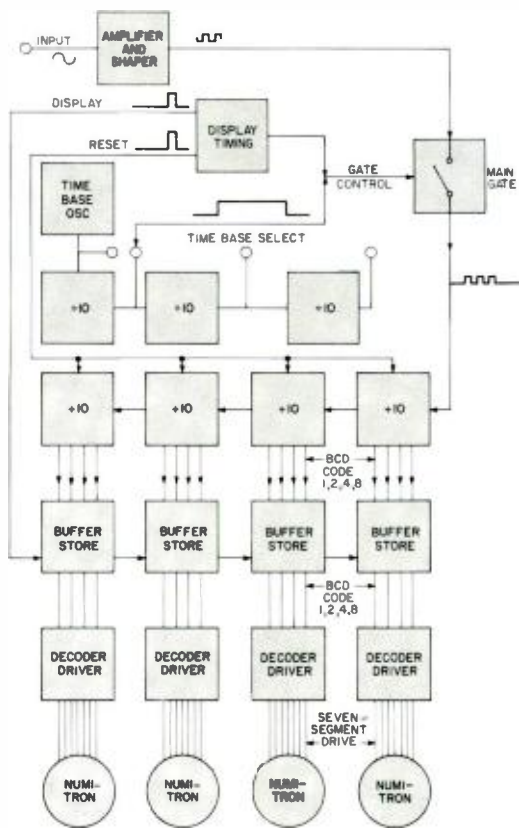 INPUT
AMPLIFIER
AND
SHAPER
DISPLAY
RESET
DISPLAY
TIMING
GATE
CONTROL
MAIN
GATE
TIME
BASE
OSC
TIME BASE SELECT
÷10
÷10
÷10
÷10
÷10
÷10
÷10
BCD
CODE
1,2,4,8
BUFFER
STORE
BUFFER
STORE
BUFFER
STORE
BUFFER
STORE
BCD
CODE
1,2,4,8
DECODER
DRIVER
DECODER
DRIVER
DECODER
DRIVER
DECODER
DRIVER
SEVEN-
SEGMENT
DRIVE
NUMI-
TRON
NUMI-
TRON
NUMI-
TRON
NUMI-
TRON